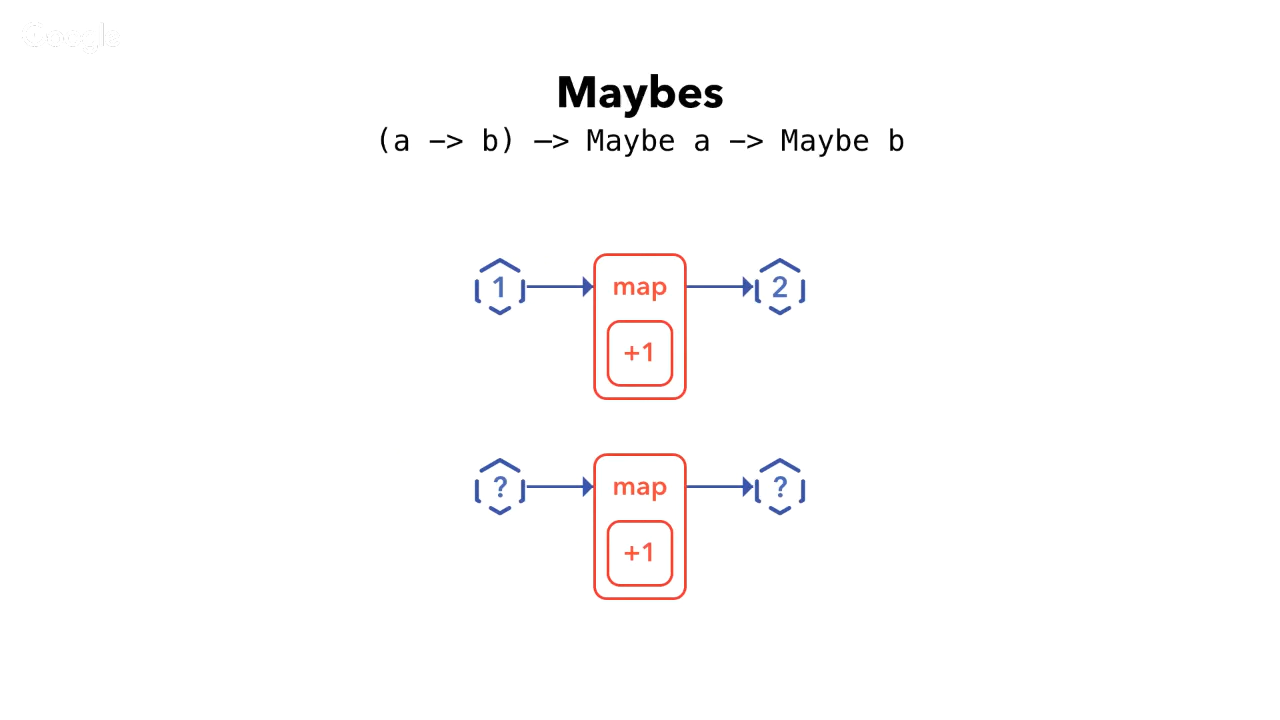 Google
Maybes
(a —> b) —> Maybe a —> Maybe b
1 map 2
+1
? map ?
+1